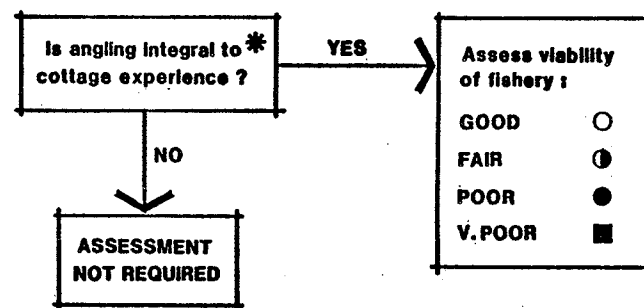 Is angling integral to *
cottage experience ?
YES
NO
ASSESSMENT
NOT REQUIRED
Assess viability
of fishery :
GOOD
FAIR
POOR
V. POOR